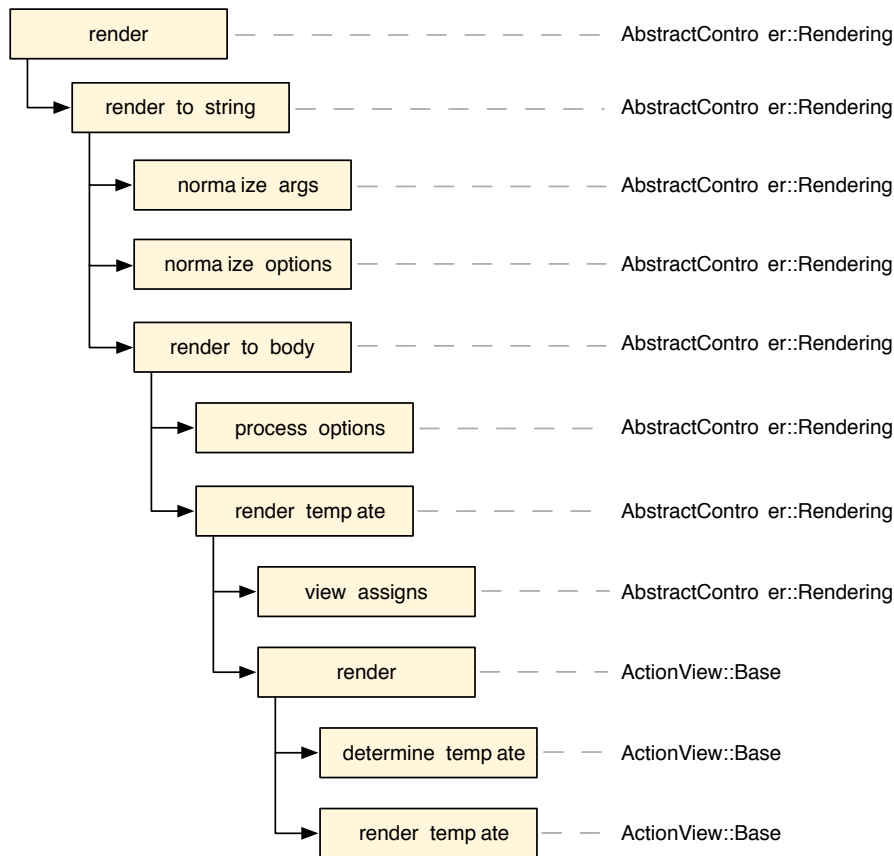 render AbstractContro er::Rendering
render to string AbstractContro er::Rendering
norma ize args AbstractContro er::Rendering
norma ize options AbstractContro er::Rendering
render to body AbstractContro er::Rendering
process options AbstractContro er::Rendering
render temp ate AbstractContro er::Rendering
view assigns AbstractContro er::Rendering
render ActionView::Base
determine temp ate ActionView::Base
render temp ate ActionView::Base